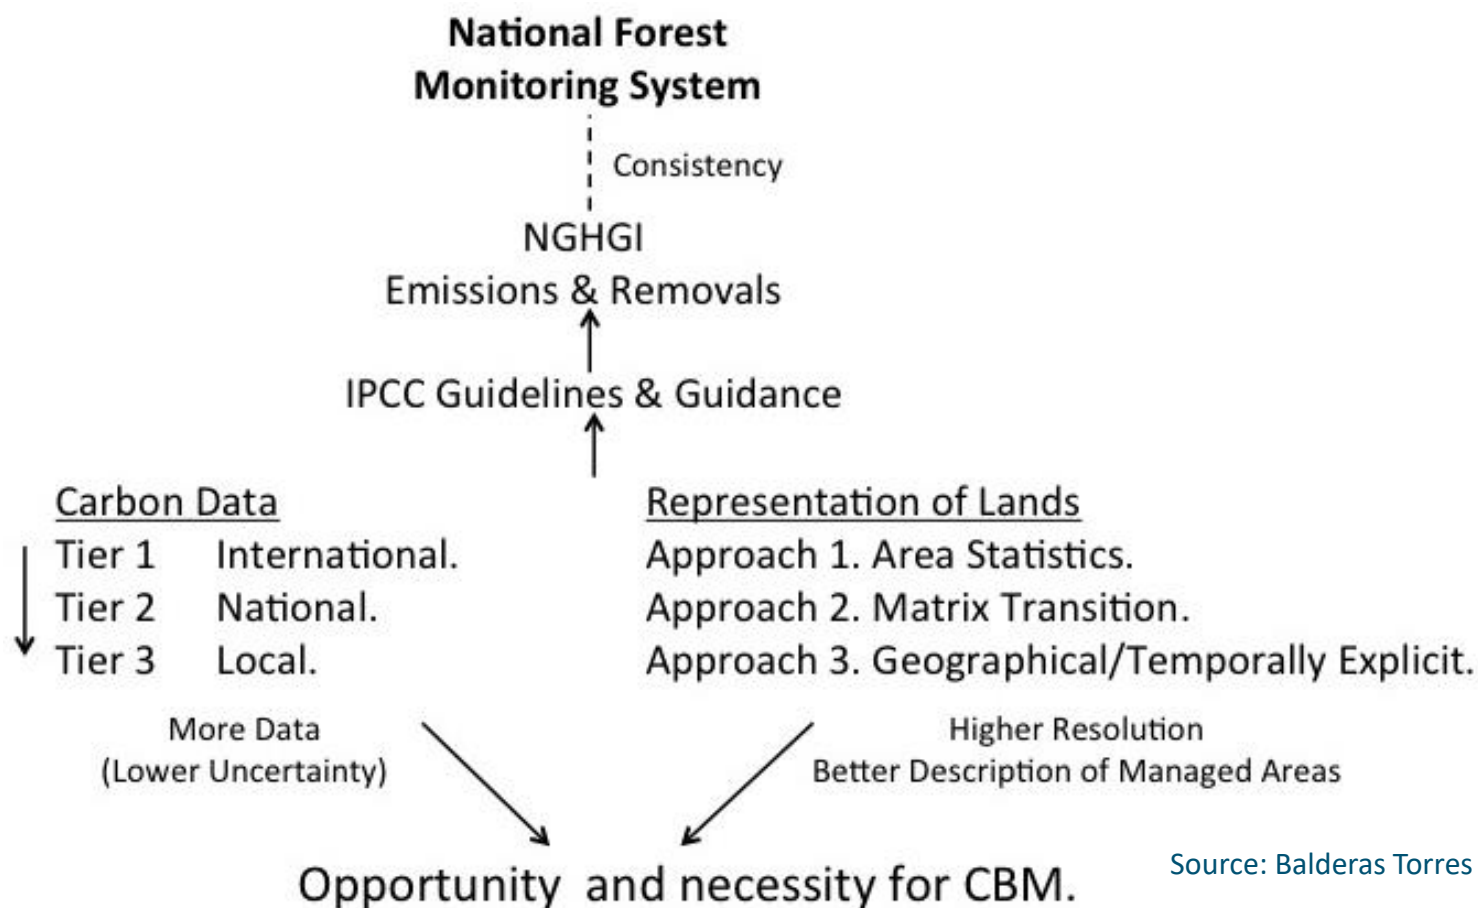 National Forest
Monitoring System
Consistency
NGHGI
Emissions & Removals
IPCC Guidelines & Guidance
Carbon Data
Tier 1 International.
Tier 2 National.
Tier 3 Local.
More Data
(Lower Uncertainty)
Representation of Lands
Approach 1. Area Statistics.
Approach 2. Matrix Transition.
Approach 3. Geographical/Temporally Explicit.
Higher Resolution
Better Description of Managed Areas
Opportunity and necessity for CBM.
Source: Balderas Torres